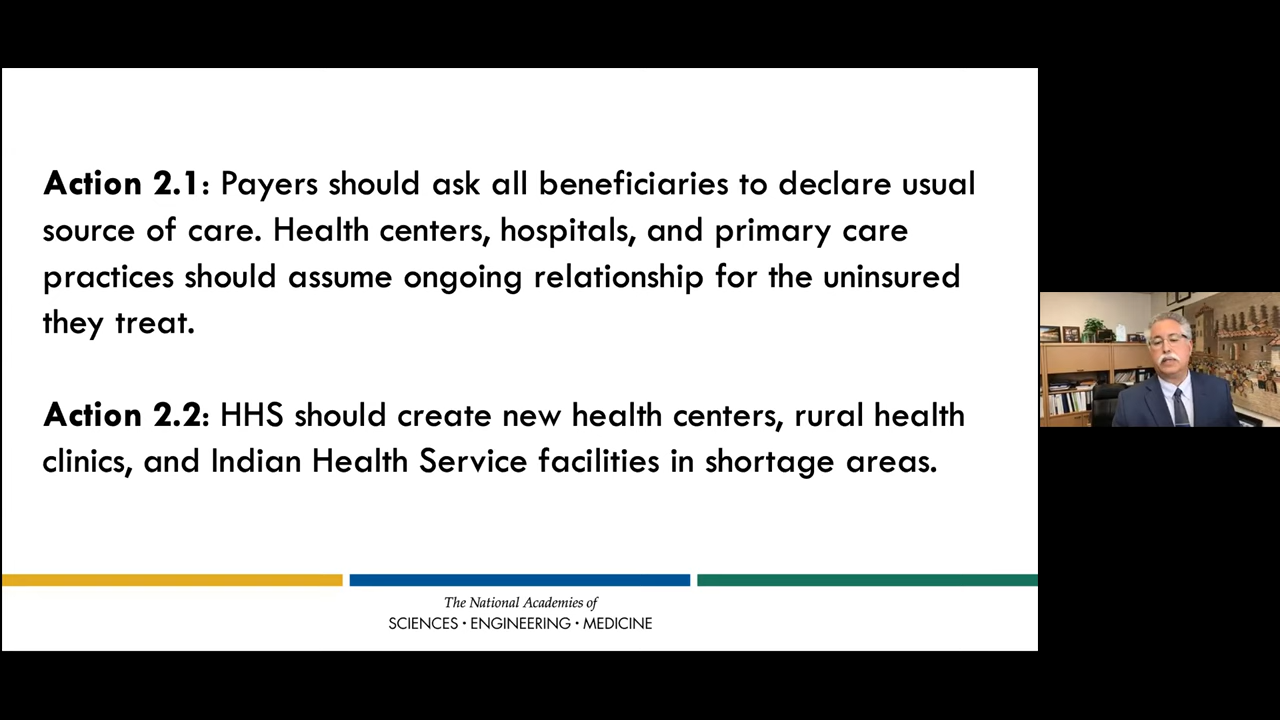 Action 2.1: Payers should ask all beneficiaries to declare usual
source of care. Health centers, hospitals, and primary care
practices should assume ongoing relationship for the uninsured
they treat.
Action 2.2: HHS should create new health centers, rural health
clinics, and Indian Health Service facilities in shortage areas.
The National Academies of
SCIENCES • ENGINEERING • MEDICINE